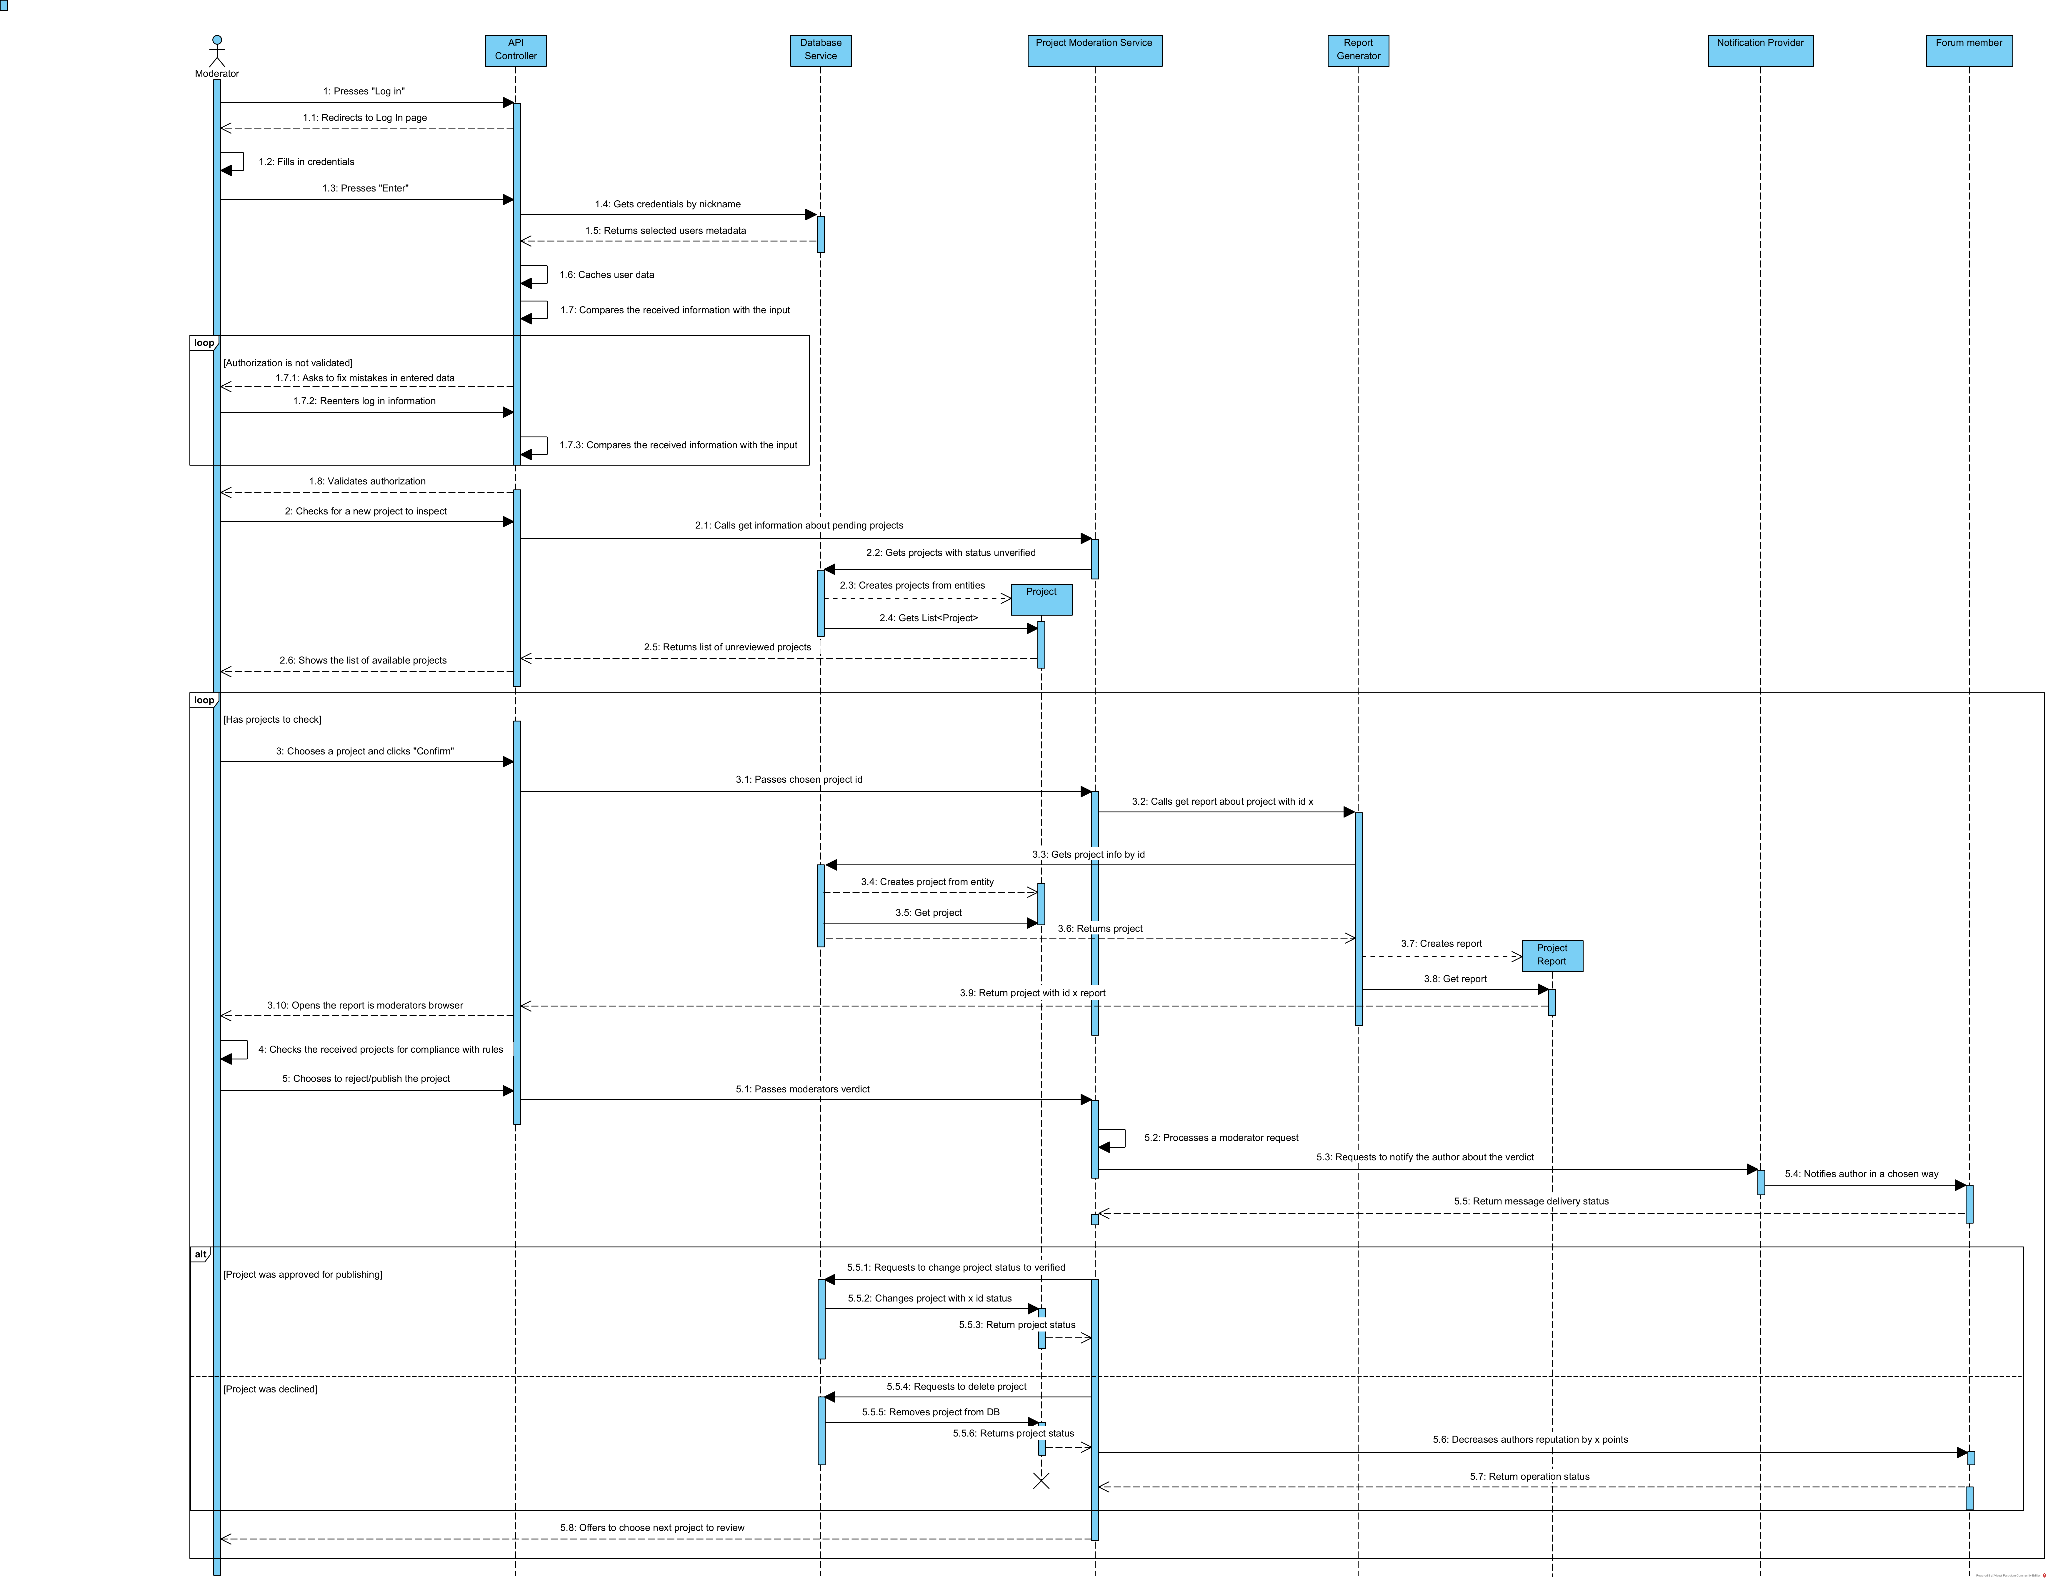 Moderator
API
Controller
Database
Service
Project Moderation Service
Report
Generator
Notification Provider
Forum member
1: Presses "Log in"
1.1: Redirects to Log In page
1.2: Fills in credentials
1.3: Presses "Enter"
1.4: Gets credentials by nickname
1.5: Returns selected users metadata
1.6: Caches user data
1.7: Compares the received information with the input
loop
[Authorization is not validated]
1.7.1: Asks to fix mistakes in entered data
1.7.2: Reenters log in information
1.7.3: Compares the received information with the input
1.8: Validates authorization
2: Checks for a new project to inspect
2.1: Calls get information about pending projects
2.2: Gets projects with status unverified
2.3: Creates projects from entities
Project
2.4: Gets List<Project>
2.5: Returns list of unreviewed projects
2.6: Shows the list of available projects
loop
[Has projects to check]
3: Chooses a project and clicks "Confirm"
3.1: Passes chosen project id
3.2: Calls get report about project with id x
3.3: Gets project info by id
3.4: Creates project from entity
3.5: Get project
3.6: Returns project
3.7: Creates report
Project
Report
3.8: Get report
3.9: Return project with id x report
3.10: Opens the report is moderators browser
4: Checks the received projects for compliance with rules
5: Chooses to reject/publish the project
5.1: Passes moderators verdict
5.2: Processes a moderator request
5.3: Requests to notify the author about the verdict
5.4: Notifies author in a chosen way
5.5: Return message delivery status
alt
[Project was approved for publishing]
5.5.1: Requests to change project status to verified
5.5.2: Changes project with x id status
5.5.3: Return project status
[Project was declined]
5.5.4: Requests to delete project
5.5.5: Removes project from DB
5.5.6: Returns project status
5.6: Decreases authors reputation by x points
5.7: Return operation status
5.8: Offers to choose next project to review